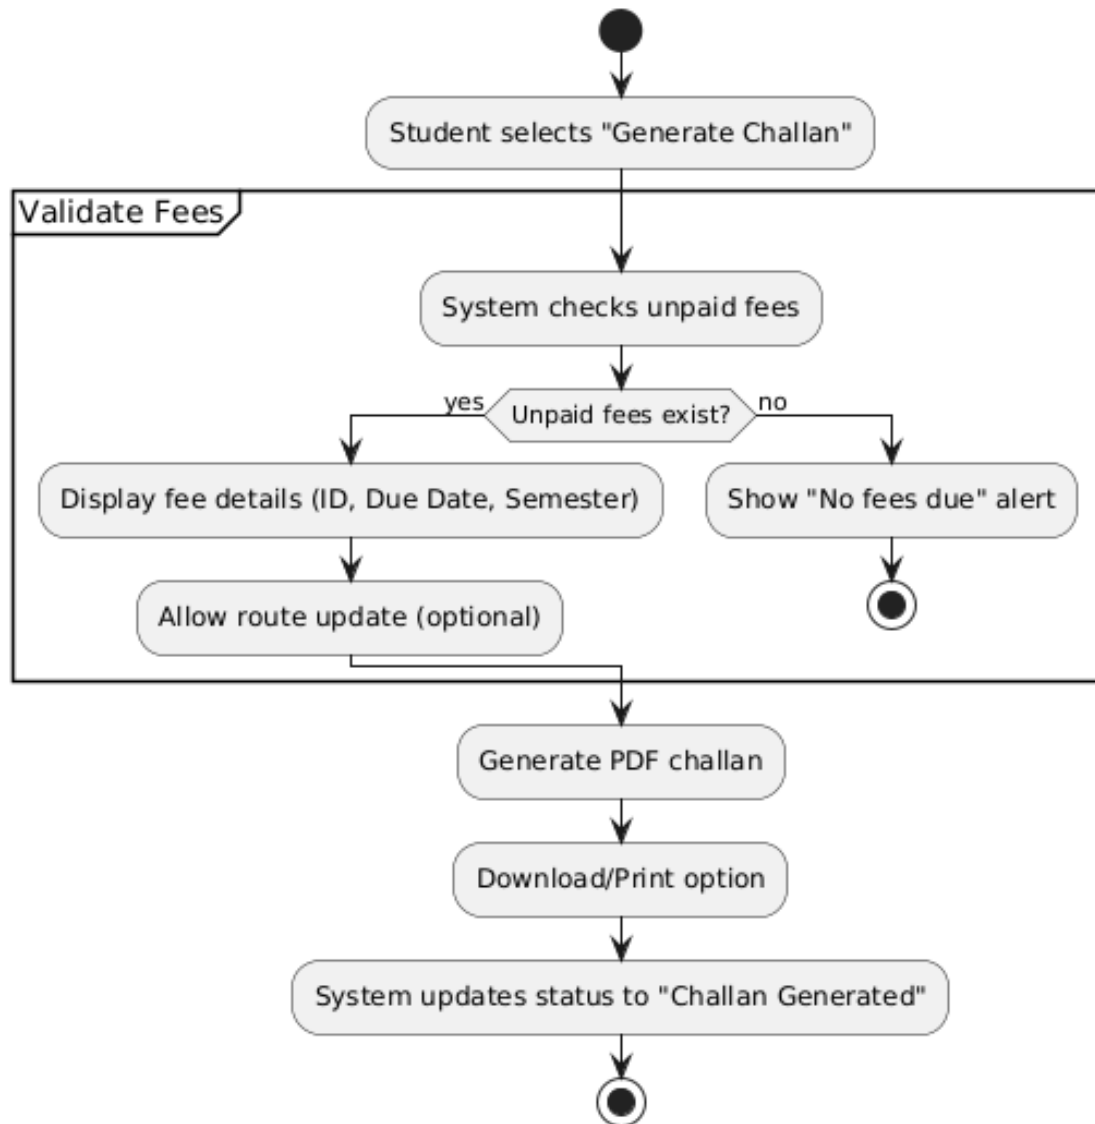 Student selects "Generate Challan"
Validate Fees
System checks unpaid fees
yes
Unpaid fees exist?
no
Display fee details (ID, Due Date, Semester)
Show "No fees due" alert
Allow route update (optional)
Generate PDF challan
Download/Print option
System updates status to "Challan Generated"